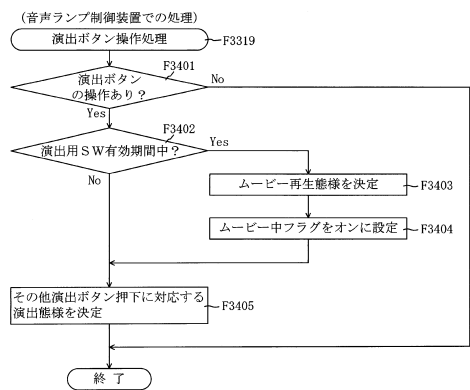 (音声ランプ制御装置での処理)
演出ボタン操作処理
F3319
F3401
演出ボタン
の操作あり？
No
Yes
F3402
演出用ＳＷ有効期間中？
Yes
No
ムービー再生態様を決定
F3403
ムービー中フラグをオンに設定
F3404
その他演出ボタン押下に対応する
演出態様を決定
F3405
終 了